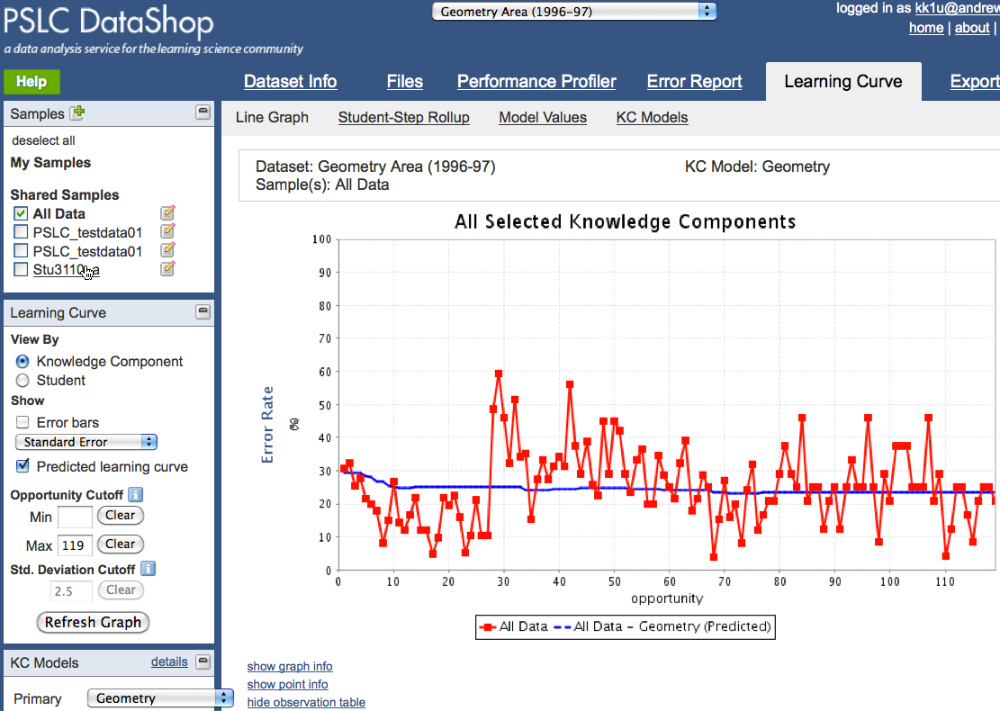 PSLC DataShop
a data analysis service for the learning science community
Geometry Area (1996-97)
logged in as kk1u@andrew
home | about |
Help
Dataset Info Files Performance Profiler Error Report Learning Curve Export
Line Graph Student-Step Rollup Model Values KC Models
Samples
deselect all
My Samples
Shared Samples
All Data
PSLC_testdata01
PSLC_testdata01
Learning Curve
View By
Knowledge Component
Student
Show
Error bars
Standard Error
Predicted learning curve
Opportunity Cutoff i
Min Clear
Max 119 Clear
Std. Deviation Cutoff i
2.5 Clear
Refresh Graph
KC Models details
Primary Geometry
Dataset: Geometry Area (1996-97) KC Model: Geometry
Sample(s): All Data
All Selected Knowledge Components
Error Rate
(%)
100
90
80
70
60
50
40
30
20
10
0
0 10 20 30 40 50 60 70 80 90 100 110
opportunity
All Data All Data - Geometry (Predicted)
show graph info
show point info
hide observation table